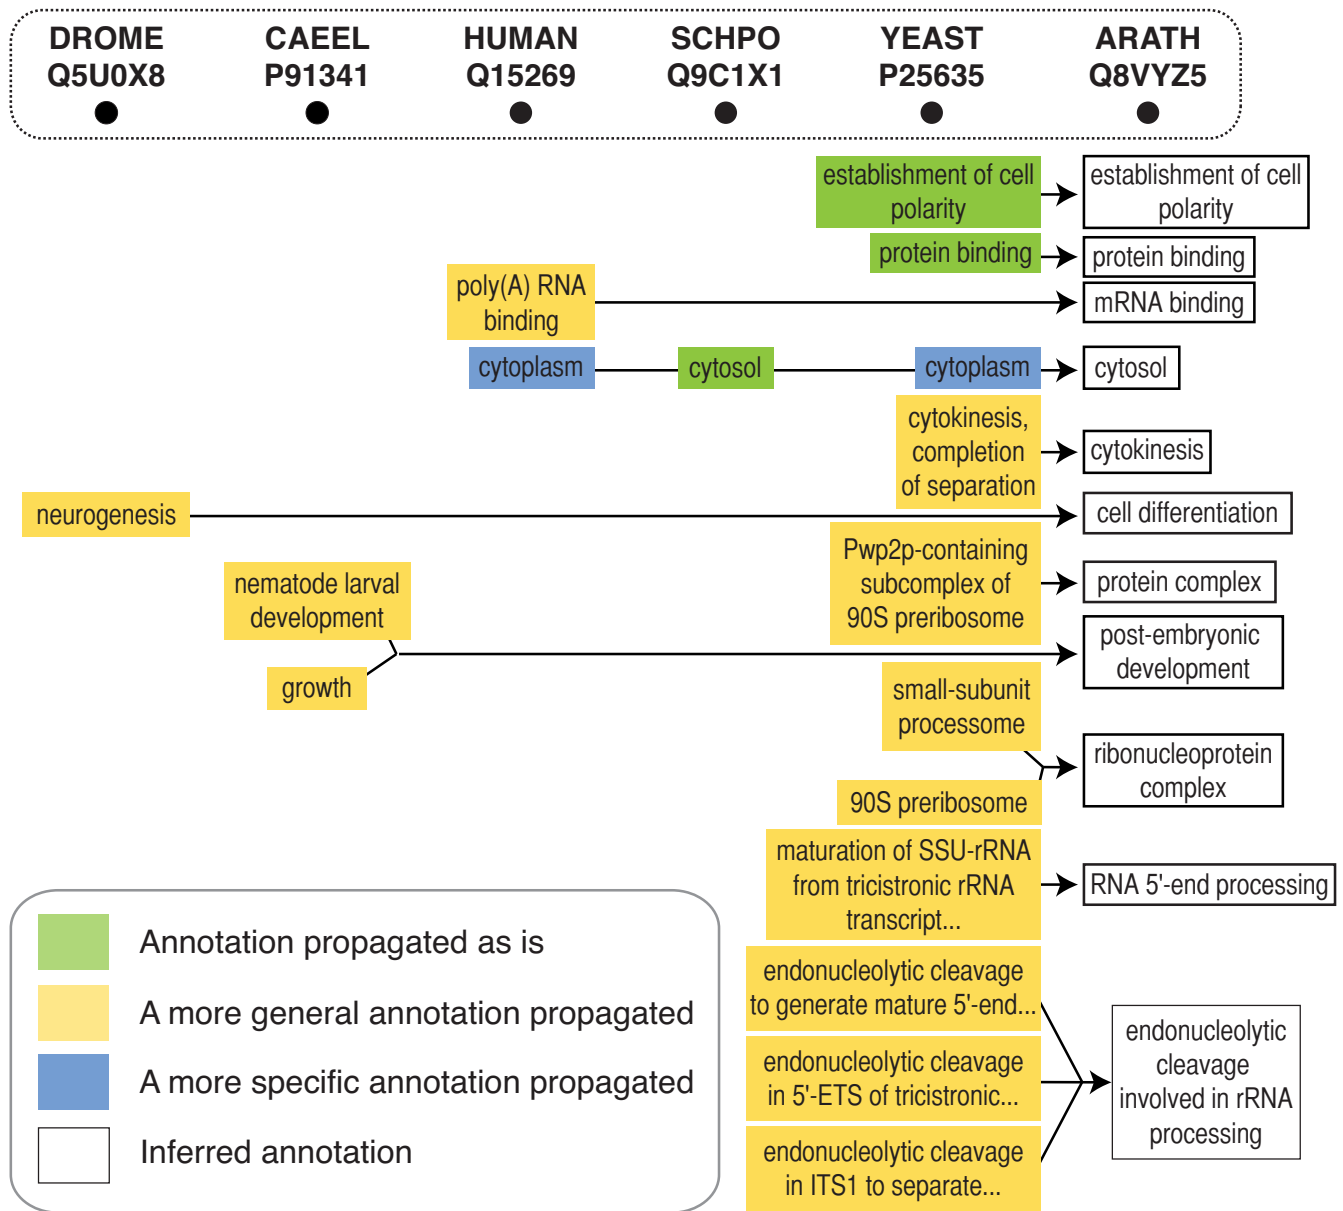 DROME CAEEL HUMAN SCHPO YEAST ARATH
Q5U0X8 P91341 Q15269 Q9C1X1 P25635 Q8VYZ5
establishment of cell
polarity
establishment of cell
polarity
protein binding
protein binding
poly(A) RNA
binding
mRNA binding
cytoplasm
cytosol
cytoplasm
cytosol
cytokinesis,
completion
of separation
cytokinesis
neurogenesis
cell differentiation
Pwp2p-containing
subcomplex of
90S preribosome
protein complex
nematode larval
development
growth
post-embryonic
development
small-subunit
processome
90S preribosome
ribonucleoprotein
complex
maturation of SSU-rRNA
from tricistronic rRNA
transcript...
RNA 5'-end processing
endonucleolytic cleavage
to generate mature 5'-end...
endonucleolytic cleavage
in 5'-ETS of tricistronic...
endonucleolytic cleavage
in ITS1 to separate...
endonucleolytic
cleavage
involved in rRNA
processing
Annotation propagated as is
A more general annotation propagated
A more specific annotation propagated
Inferred annotation